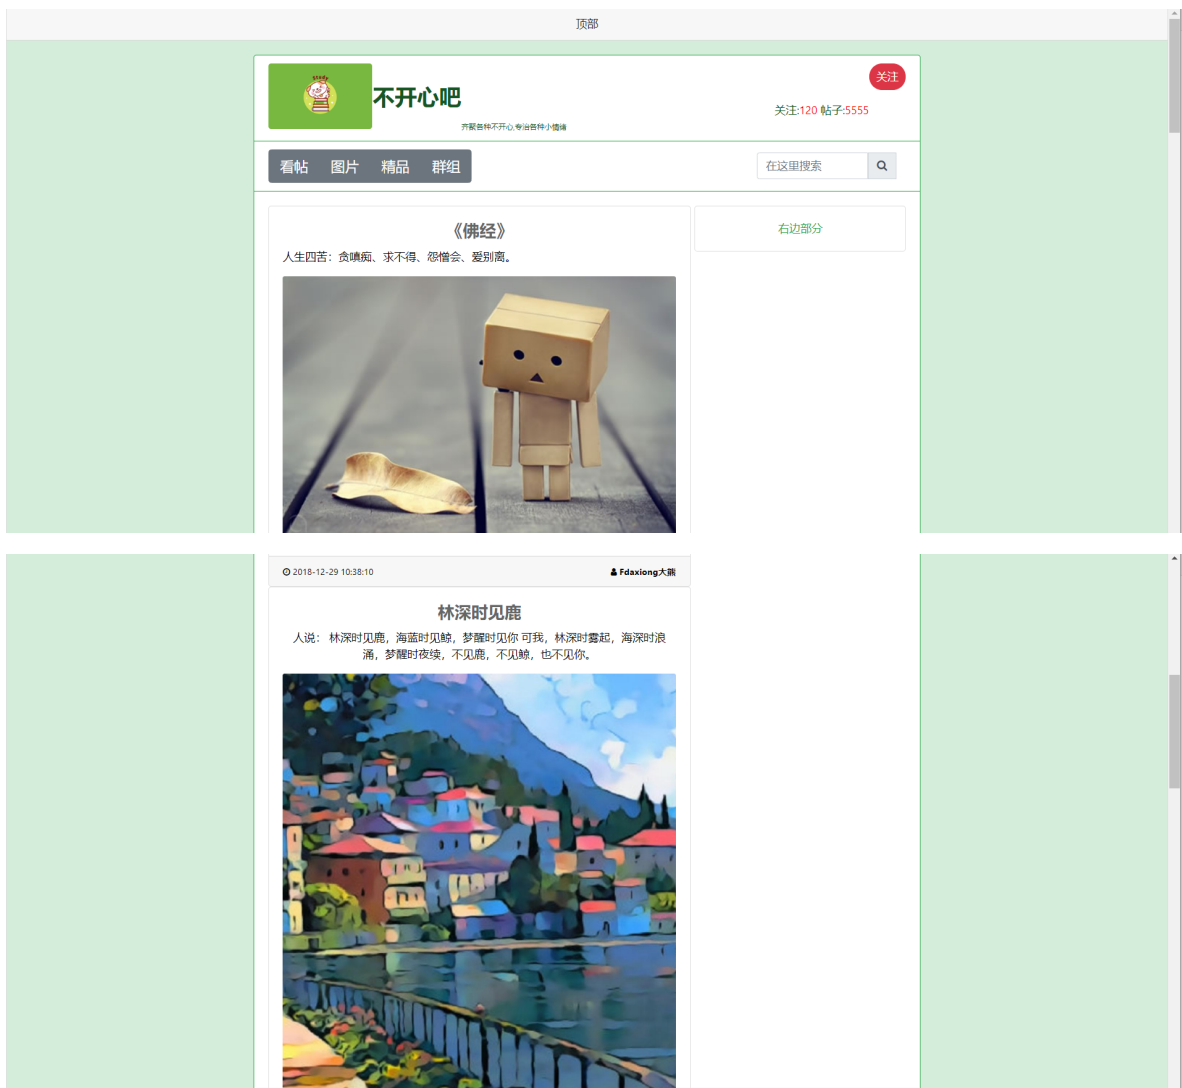 顶部
Study
不开心吧
齐聚各种不开心,专治各种小情绪
关注
关注:120 帖子:5555
看帖 图片 精品 群组
在这里搜索
《佛经》
人生四苦：贪嗔痴、求不得、怨憎会、爱别离。
右边部分
2018-12-29 10:38:10
Fdaxiong大熊
林深时见鹿
人说： 林深时见鹿，海蓝时见鲸，梦醒时见你 可我，林深时雾起，海深时浪
涌，梦醒时夜续，不见鹿，不见鲸，也不见你。